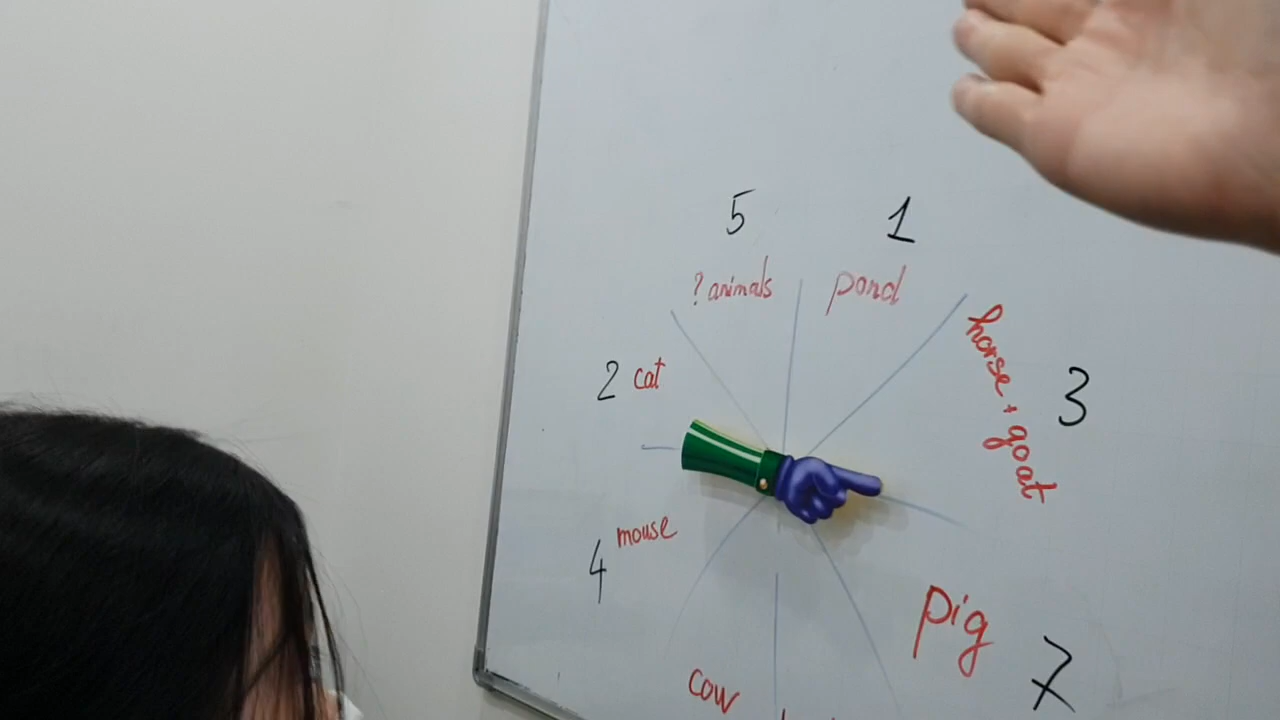 5
1
? animals
pond
2 cat
horse + goat
3
4 mouse
pig
7
cow